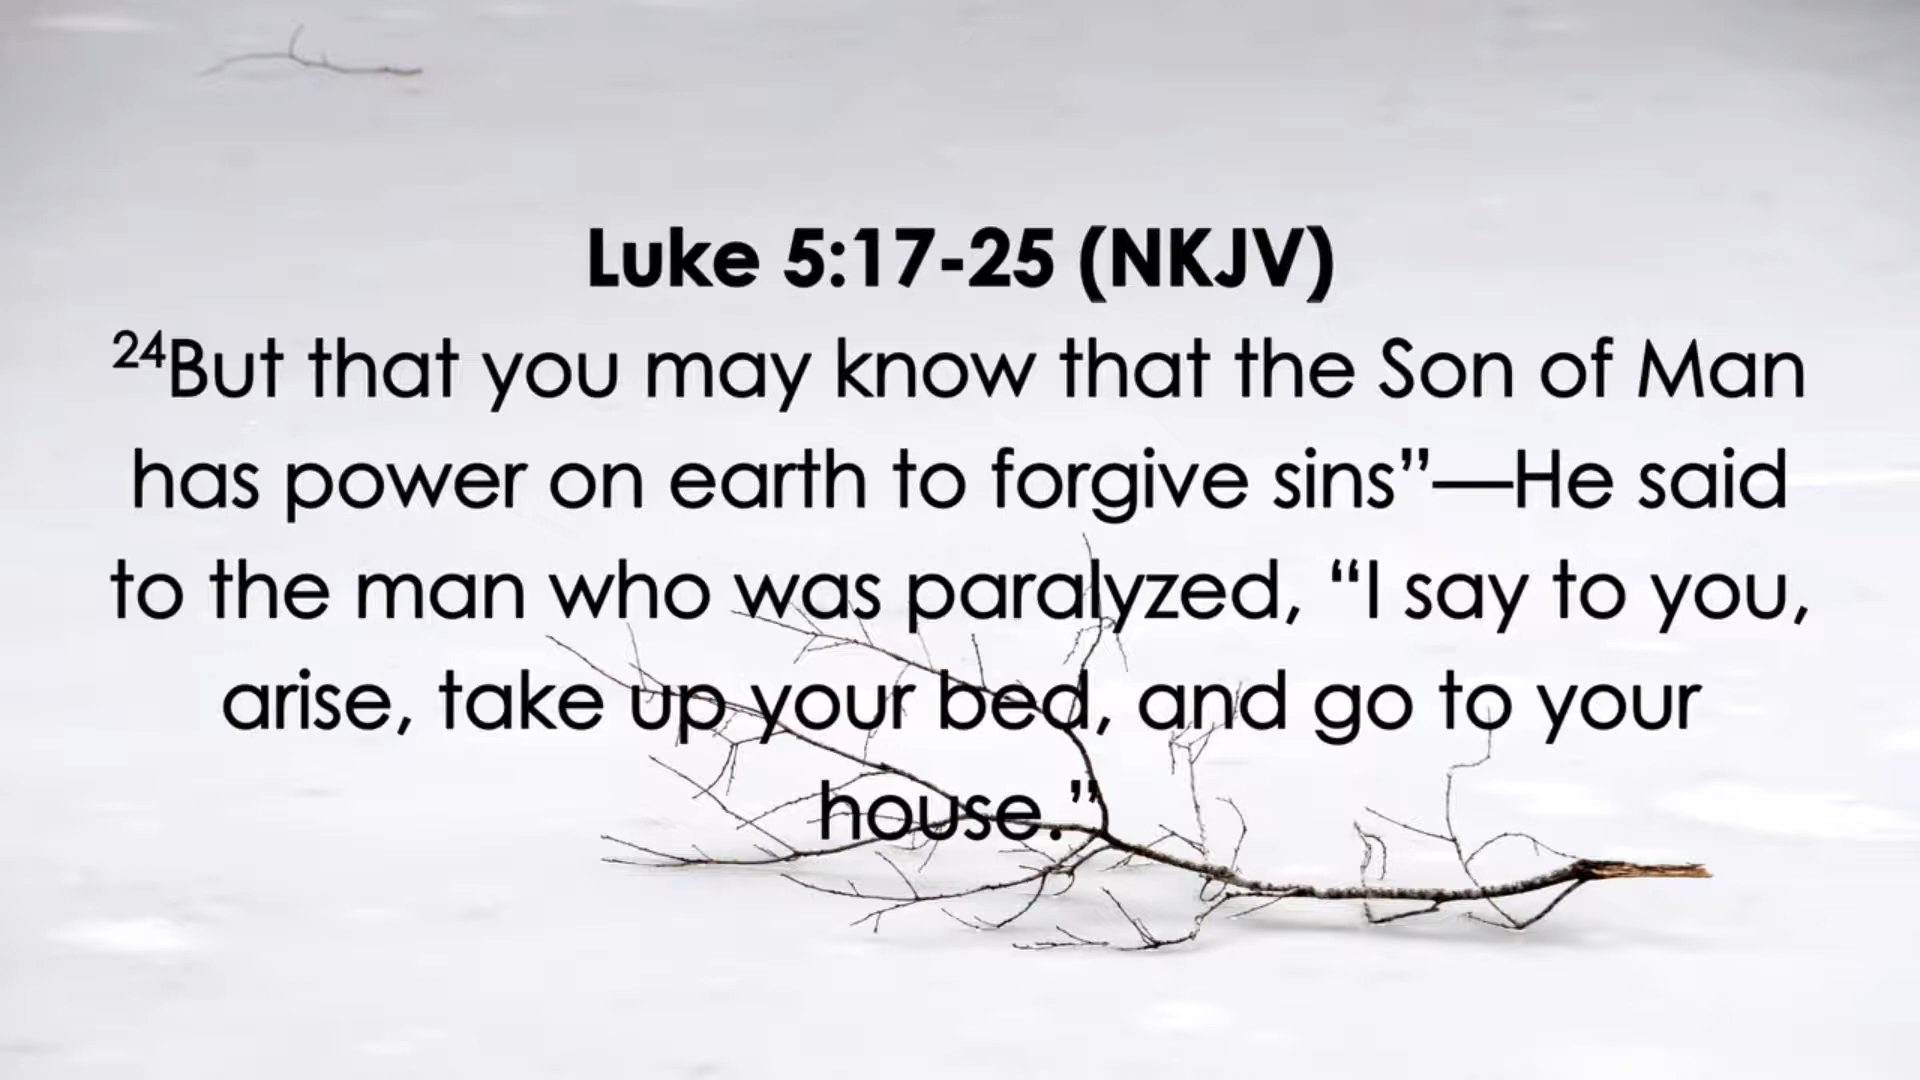 Luke 5:17-25 (NKJV)
24But that you may know that the Son of Man
has power on earth to forgive sins”—He said
to the man who was paralyzed, “I say to you,
arise, take up your bed, and go to your
house.”